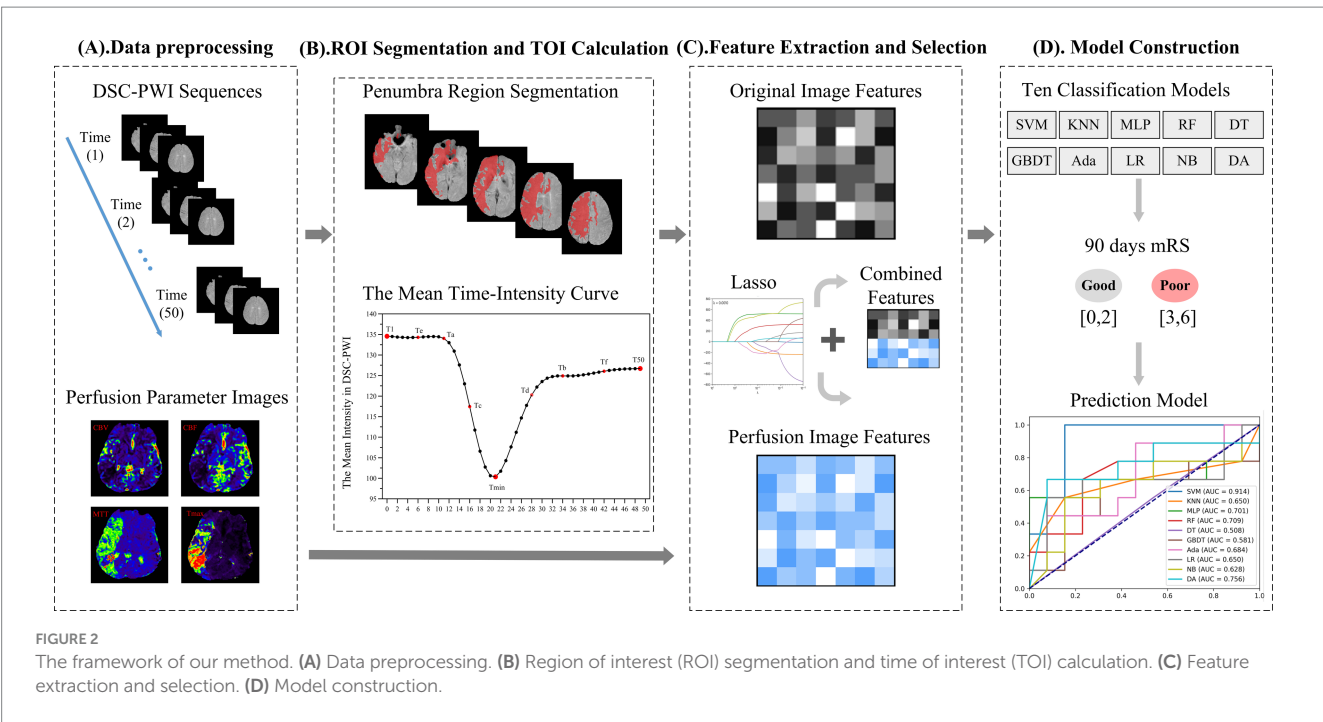 (A).Data preprocessing
DSC-PWI Sequences
Time
(1)
Time
(2)
Time
(50)
Perfusion Parameter Images
CBV
CBF
MTT
Tmax
(B).ROI Segmentation and TOI Calculation
Penumbra Region Segmentation
The Mean Time-Intensity Curve
The Mean Intensity in DSC-PWI
140
135
130
125
120
115
110
105
100
95
T1
Te
Ta
Tc
Tmin
Td
Tb
Tf
T50
0 2 4 6 8 10 12 14 16 18 20 22 24 26 28 30 32 34 36 38 40 42 44 46 48 50
(C).Feature Extraction and Selection
Original Image Features
Lasso
Combined
Features
Perfusion Image Features
(D). Model Construction
Ten Classification Models
SVM KNN MLP RF DT
GBDT Ada LR NB DA
90 days mRS
Good Poor
[0,2] [3,6]
Prediction Model
1.0
0.8
0.6
0.4
0.2
0.0
0.0 0.2 0.4 0.6 0.8 1.0
SVM (AUC = 0.914)
KNN (AUC = 0.650)
MLP (AUC = 0.701)
RF (AUC = 0.709)
DT (AUC = 0.508)
GBDT (AUC = 0.581)
Ada (AUC = 0.684)
LR (AUC = 0.650)
NB (AUC = 0.628)
DA (AUC = 0.756)
FIGURE 2
The framework of our method. (A) Data preprocessing. (B) Region of interest (ROI) segmentation and time of interest (TOI) calculation. (C) Feature
extraction and selection. (D) Model construction.